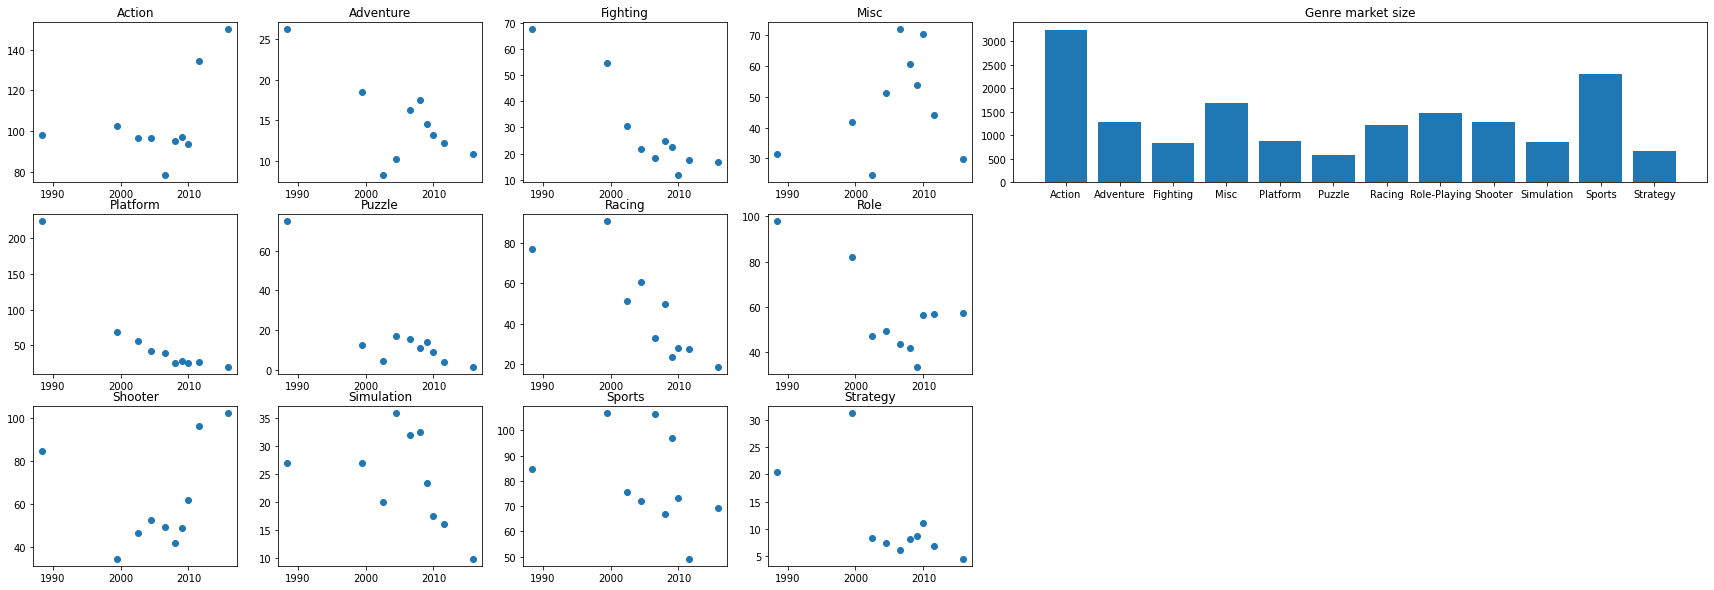 Action
140
120
100
80
1990 2000 2010
Adventure
25
20
15
10
1990 2000 2010
Fighting
70
60
50
40
30
20
10
1990 2000 2010
Misc
70
60
50
40
30
1990 2000 2010
Genre market size
3000
2500
2000
1500
1000
500
0
Action Adventure Fighting Misc Platform Puzzle Racing Role-Playing Shooter Simulation Sports Strategy
Platform
200
150
100
50
1990 2000 2010
Puzzle
60
40
20
0
1990 2000 2010
Racing
80
60
40
20
1990 2000 2010
Role
100
80
60
40
1990 2000 2010
Shooter
100
80
60
40
1990 2000 2010
Simulation
35
30
25
20
15
10
1990 2000 2010
Sports
100
90
80
70
60
50
1990 2000 2010
Strategy
30
25
20
15
10
5
1990 2000 2010